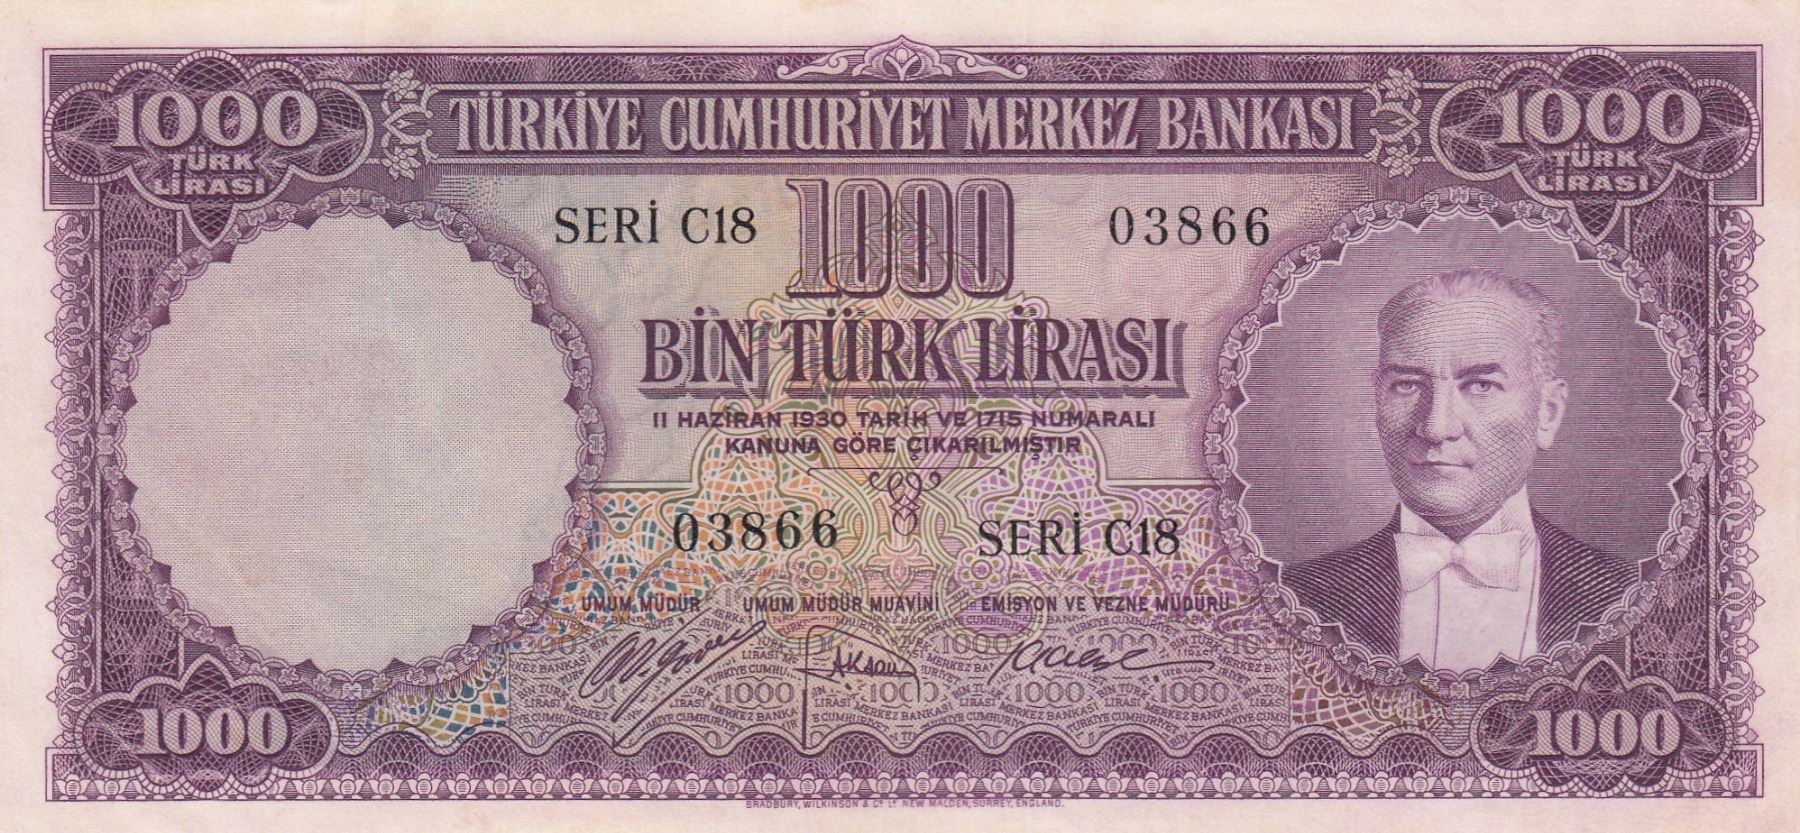 1000
TÜRK
LİRASI
TÜRKİYE CUMHURİYET MERKEZ BANKASI
1000
TÜRK
LİRASI
SERİ C18
1000
03866
BİN TÜRK LİRASI
11 HAZİRAN 1930 TARİH VE 1715 NUMARALI
KANUNA GÖRE ÇIKARILMIŞTIR
03866
SERİ C18
UMUM MÜDÜR
UMUM MÜDÜR MUAVİNİ
EMİSYON VE VEZNE MÜDÜRÜ
1000
1000
BRADBURY, WILKINSON & Cº Lᵈ NEW MALDEN, SURREY, ENGLAND.